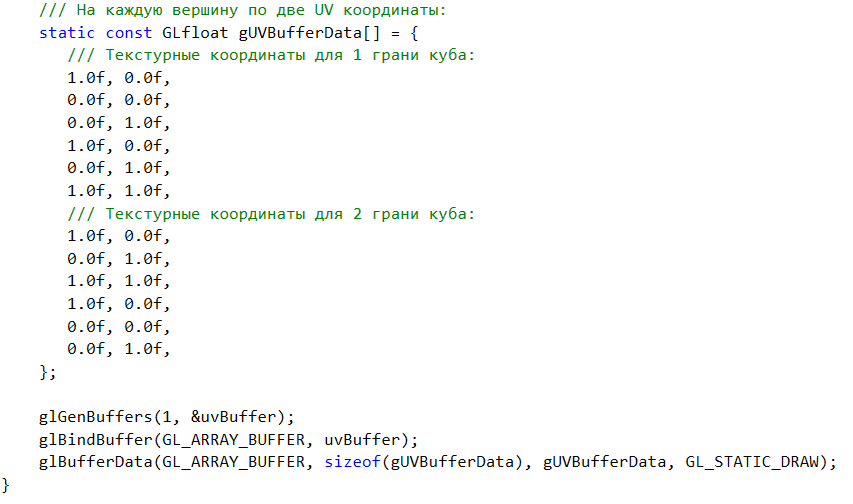 /// На каждую вершину по две UV координаты:
static const GLfloat gUVBufferData[] = {
/// Текстурные координаты для 1 грани куба:
1.0f, 0.0f,
0.0f, 0.0f,
0.0f, 1.0f,
1.0f, 0.0f,
0.0f, 1.0f,
1.0f, 1.0f,
/// Текстурные координаты для 2 грани куба:
1.0f, 0.0f,
0.0f, 1.0f,
1.0f, 1.0f,
1.0f, 0.0f,
0.0f, 0.0f,
0.0f, 1.0f,
};
glGenBuffers(1, &uvBuffer);
glBindBuffer(GL_ARRAY_BUFFER, uvBuffer);
glBufferData(GL_ARRAY_BUFFER, sizeof(gUVBufferData), gUVBufferData, GL_STATIC_DRAW);
}